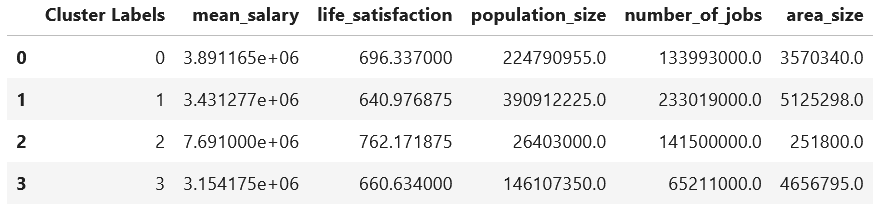 Cluster Labels mean_salary life_satisfaction population_size number_of_jobs area_size
0 0 3.891165e+06 696.337000 224790955.0 133993000.0 3570340.0
1 1 3.431277e+06 640.976875 390912225.0 233019000.0 5125298.0
2 2 7.691000e+06 762.171875 26403000.0 141500000.0 251800.0
3 3 3.154175e+06 660.634000 146107350.0 65211000.0 4656795.0